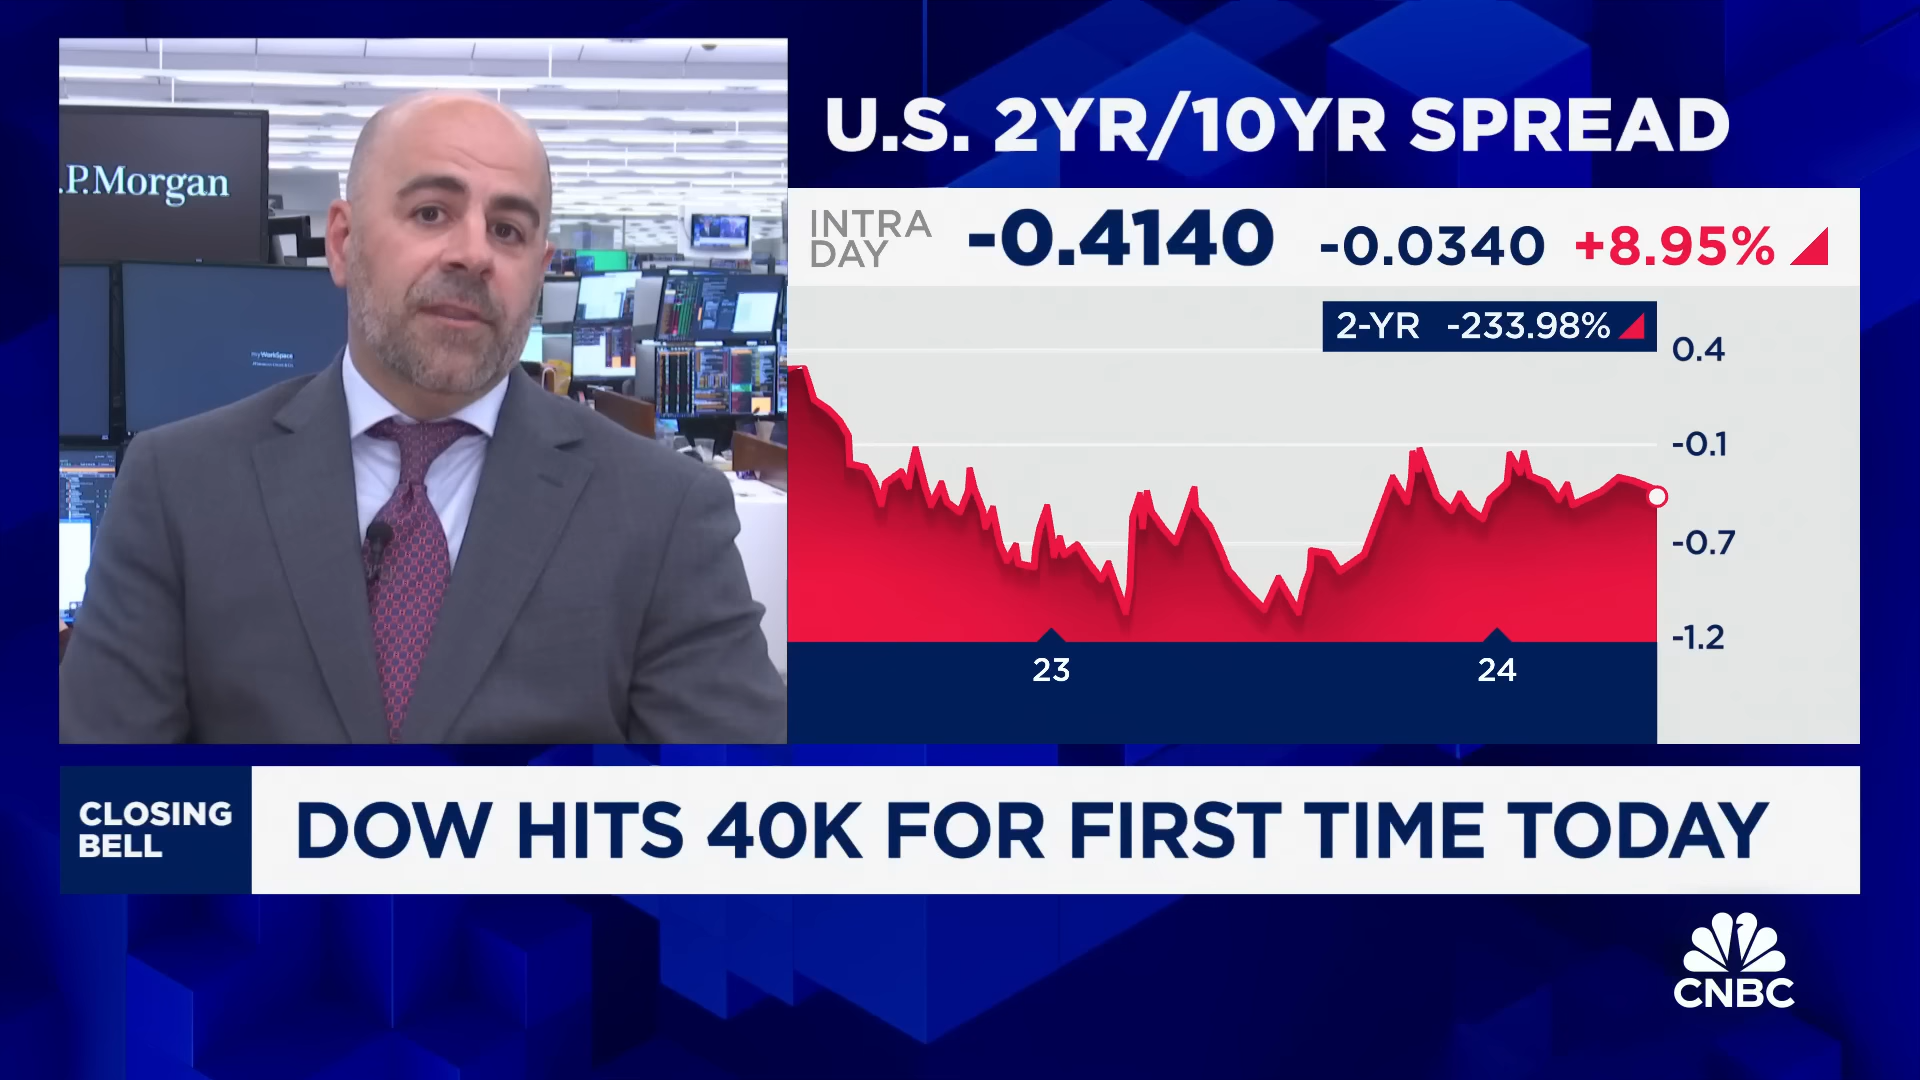 .P.Morgan
myWorkSpace
U.S. 2YR/10YR SPREAD
INTRA
DAY
-0.4140
-0.0340
+8.95%
2-YR -233.98%
0.4
-0.1
-0.7
-1.2
23
24
CLOSING
BELL
DOW HITS 40K FOR FIRST TIME TODAY
CNBC